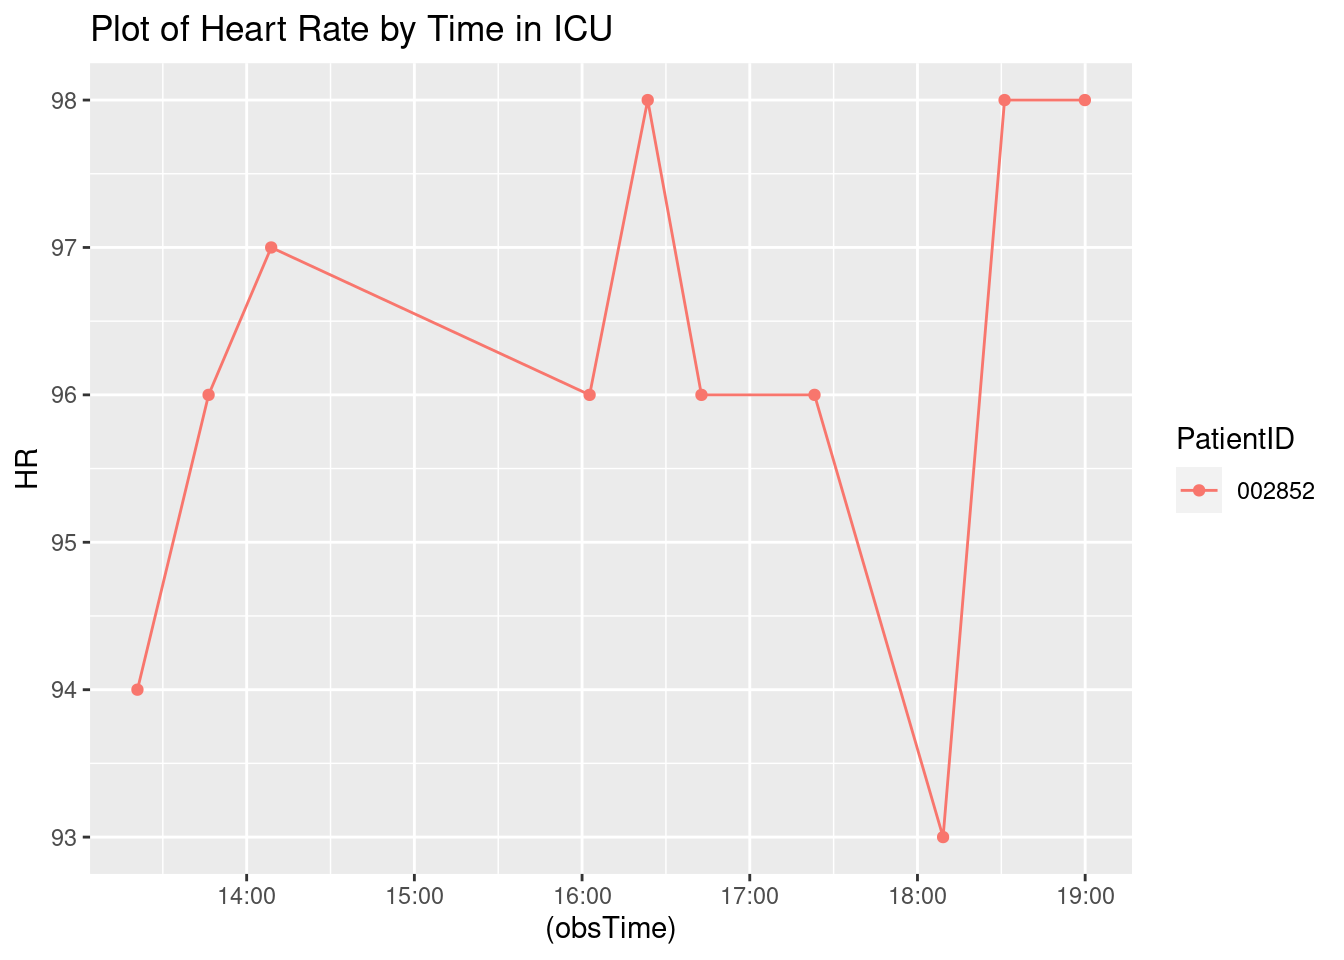 Plot of Heart Rate by Time in ICU
98
97
96
95
94
93
HR
14:00 15:00 16:00 17:00 18:00 19:00
(obsTime)
PatientID
002852